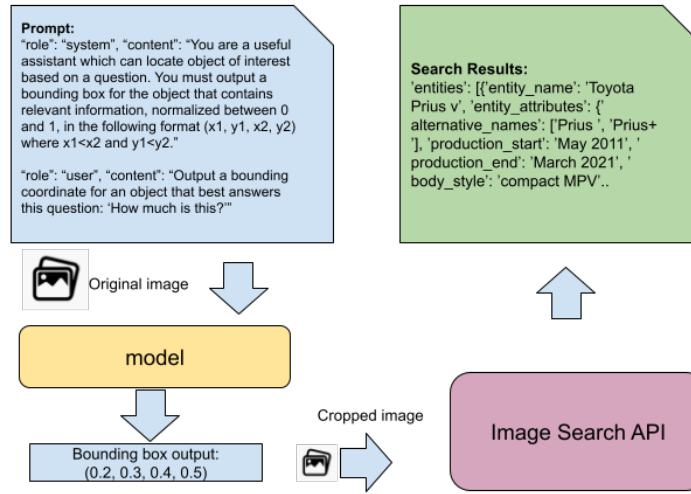 Prompt:
“role”: “system”, “content”: “You are a useful
assistant which can locate object of interest
based on a question. You must output a
bounding box for the object that contains
relevant information, normalized between 0
and 1, in the following format (x1, y1, x2, y2)
where x1<x2 and y1<y2.”
“role”: “user”, “content”: “Output a bounding
coordinate for an object that best answers
this question: ‘How much is this?’”
Search Results:
’entities’: [{’entity_name’: ’Toyota
Prius v’, ’entity_attributes’: {’
alternative_names’: [’Prius ’, ’Prius+
’], ’production_start’: ’May 2011’, ’
production_end’: ’March 2021’, ’
body_style’: ’compact MPV’..
Original image
model
Bounding box output:
(0.2, 0.3, 0.4, 0.5)
Cropped image
Image Search API